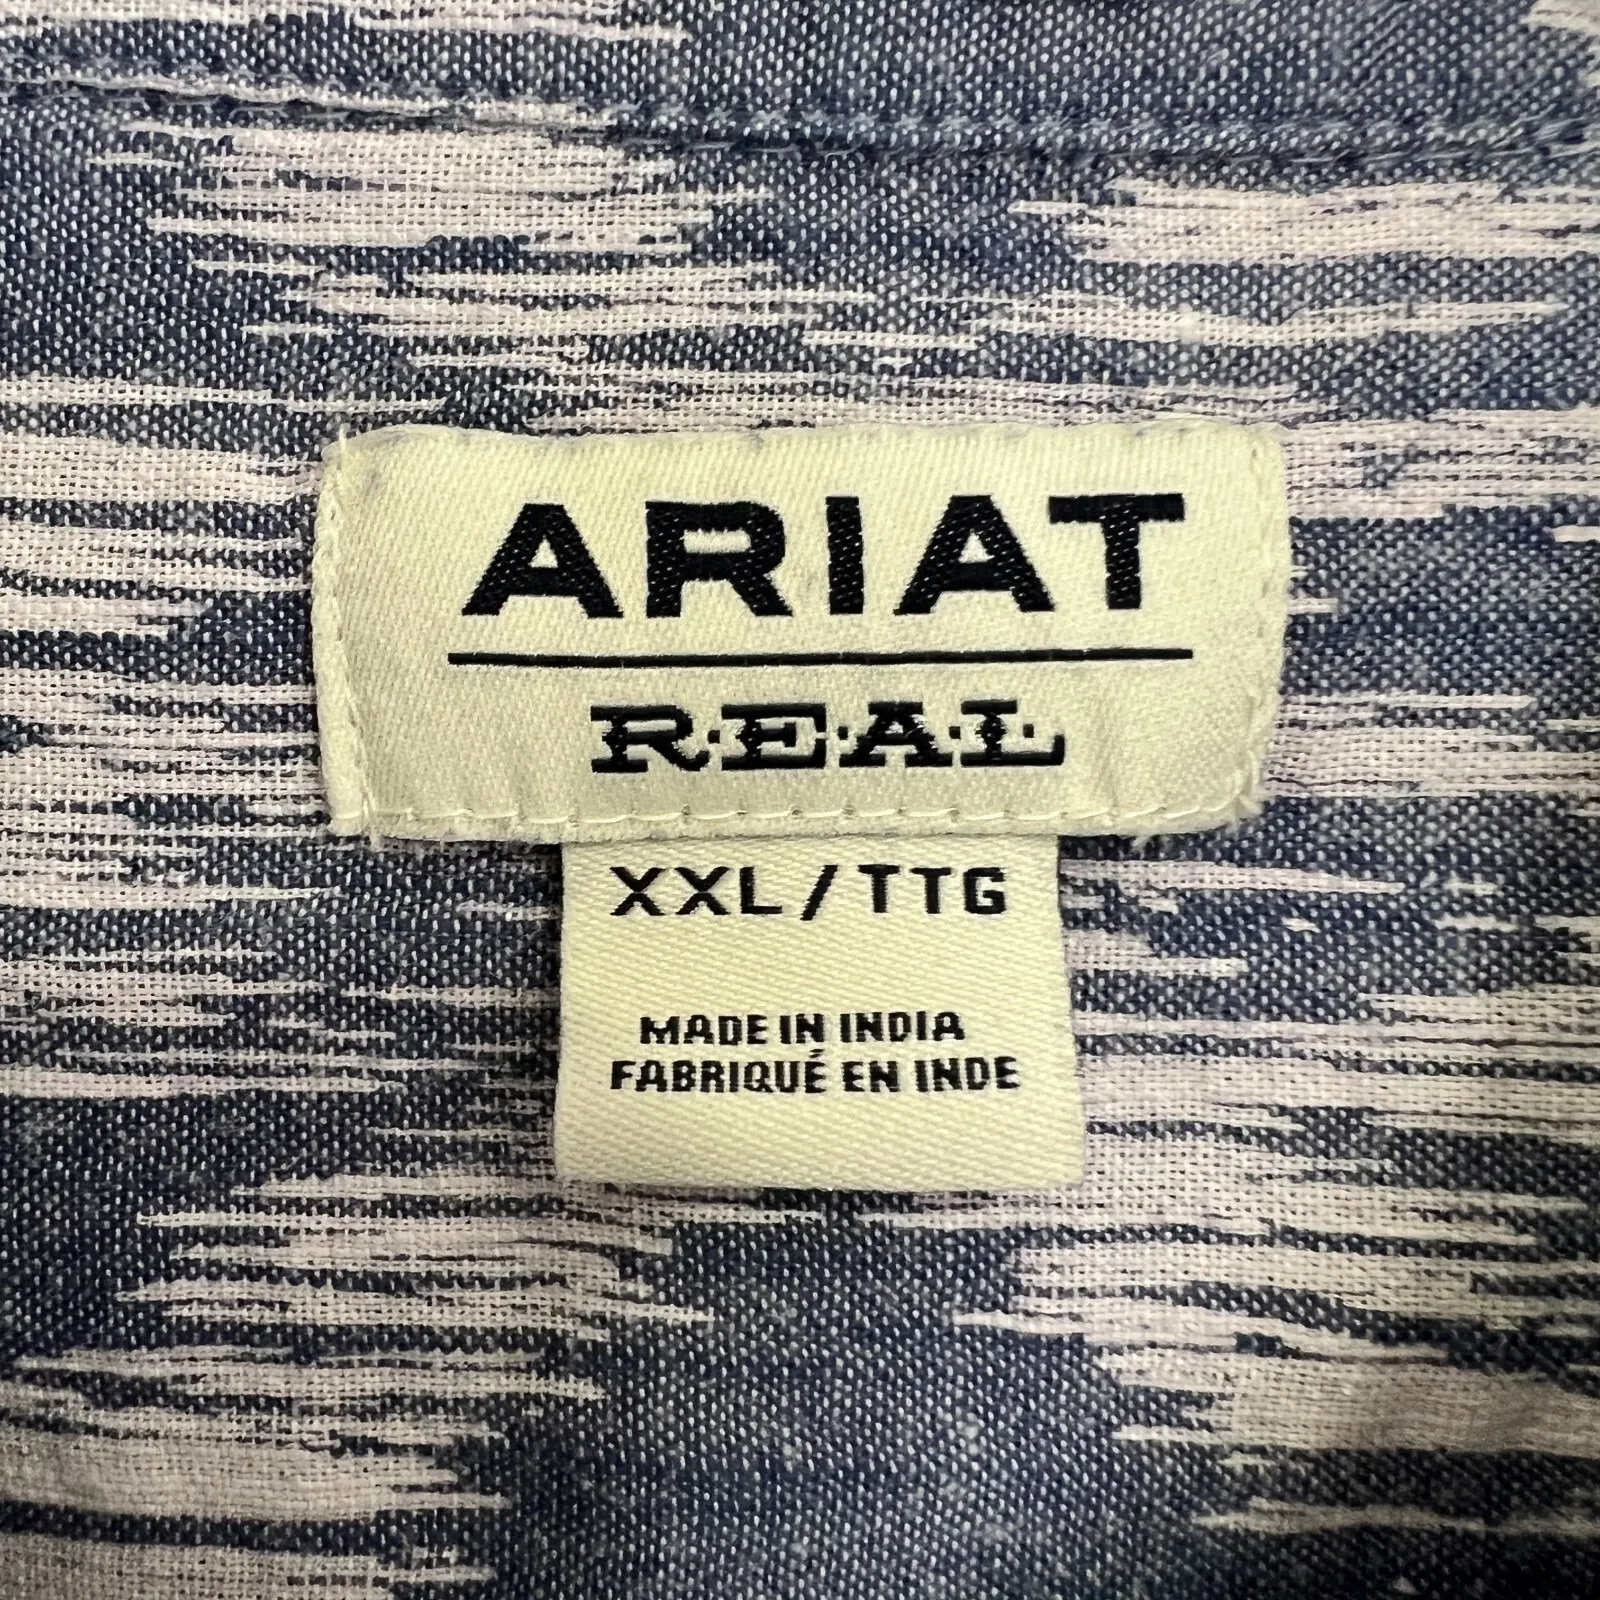 ARIAT
R·E·A·L
XXL/TTG
MADE IN INDIA
FABRIQUÉ EN INDE